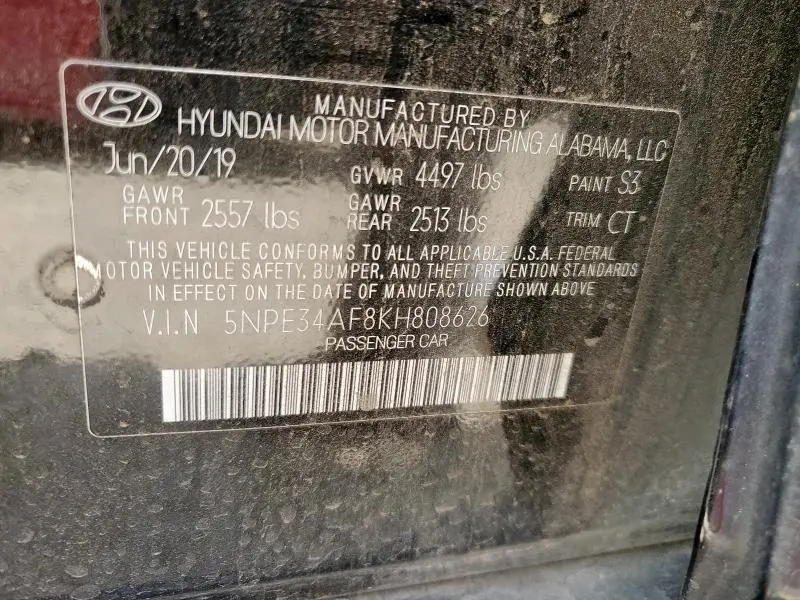 MANUFACTURED BY
HYUNDAI MOTOR MANUFACTURING ALABAMA, LLC
Jun/20/19 GVWR 4497 lbs PAINT S3
GAWR FRONT 2557 lbs GAWR REAR 2513 lbs TRIM CT
THIS VEHICLE CONFORMS TO ALL APPLICABLE U.S.A. FEDERAL
MOTOR VEHICLE SAFETY, BUMPER, AND THEFT PREVENTION STANDARDS
IN EFFECT ON THE DATE OF MANUFACTURE SHOWN ABOVE
V.I.N 5NPE34AF8KH808626
PASSENGER CAR